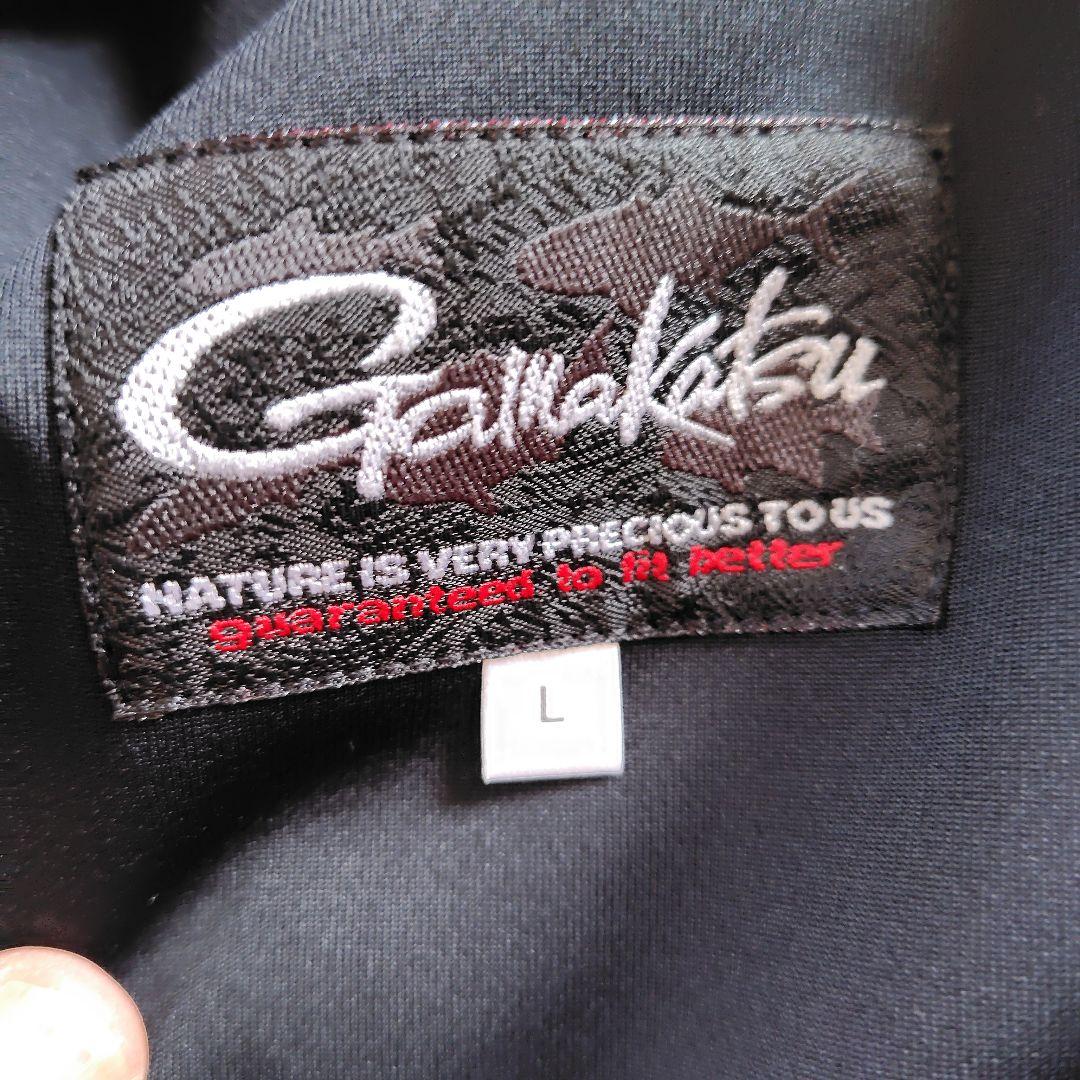 Gamakatsu
NATURE IS VERY PRECIOUS TO US
guaranteed to fit better
L